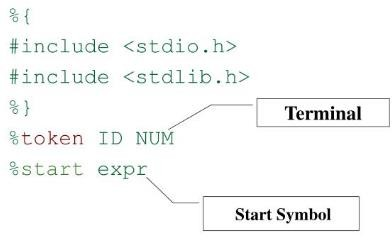 %{
#include <stdio.h>
#include <stdlib.h>
%}
Terminal
%token ID NUM
%start expr
Start Symbol